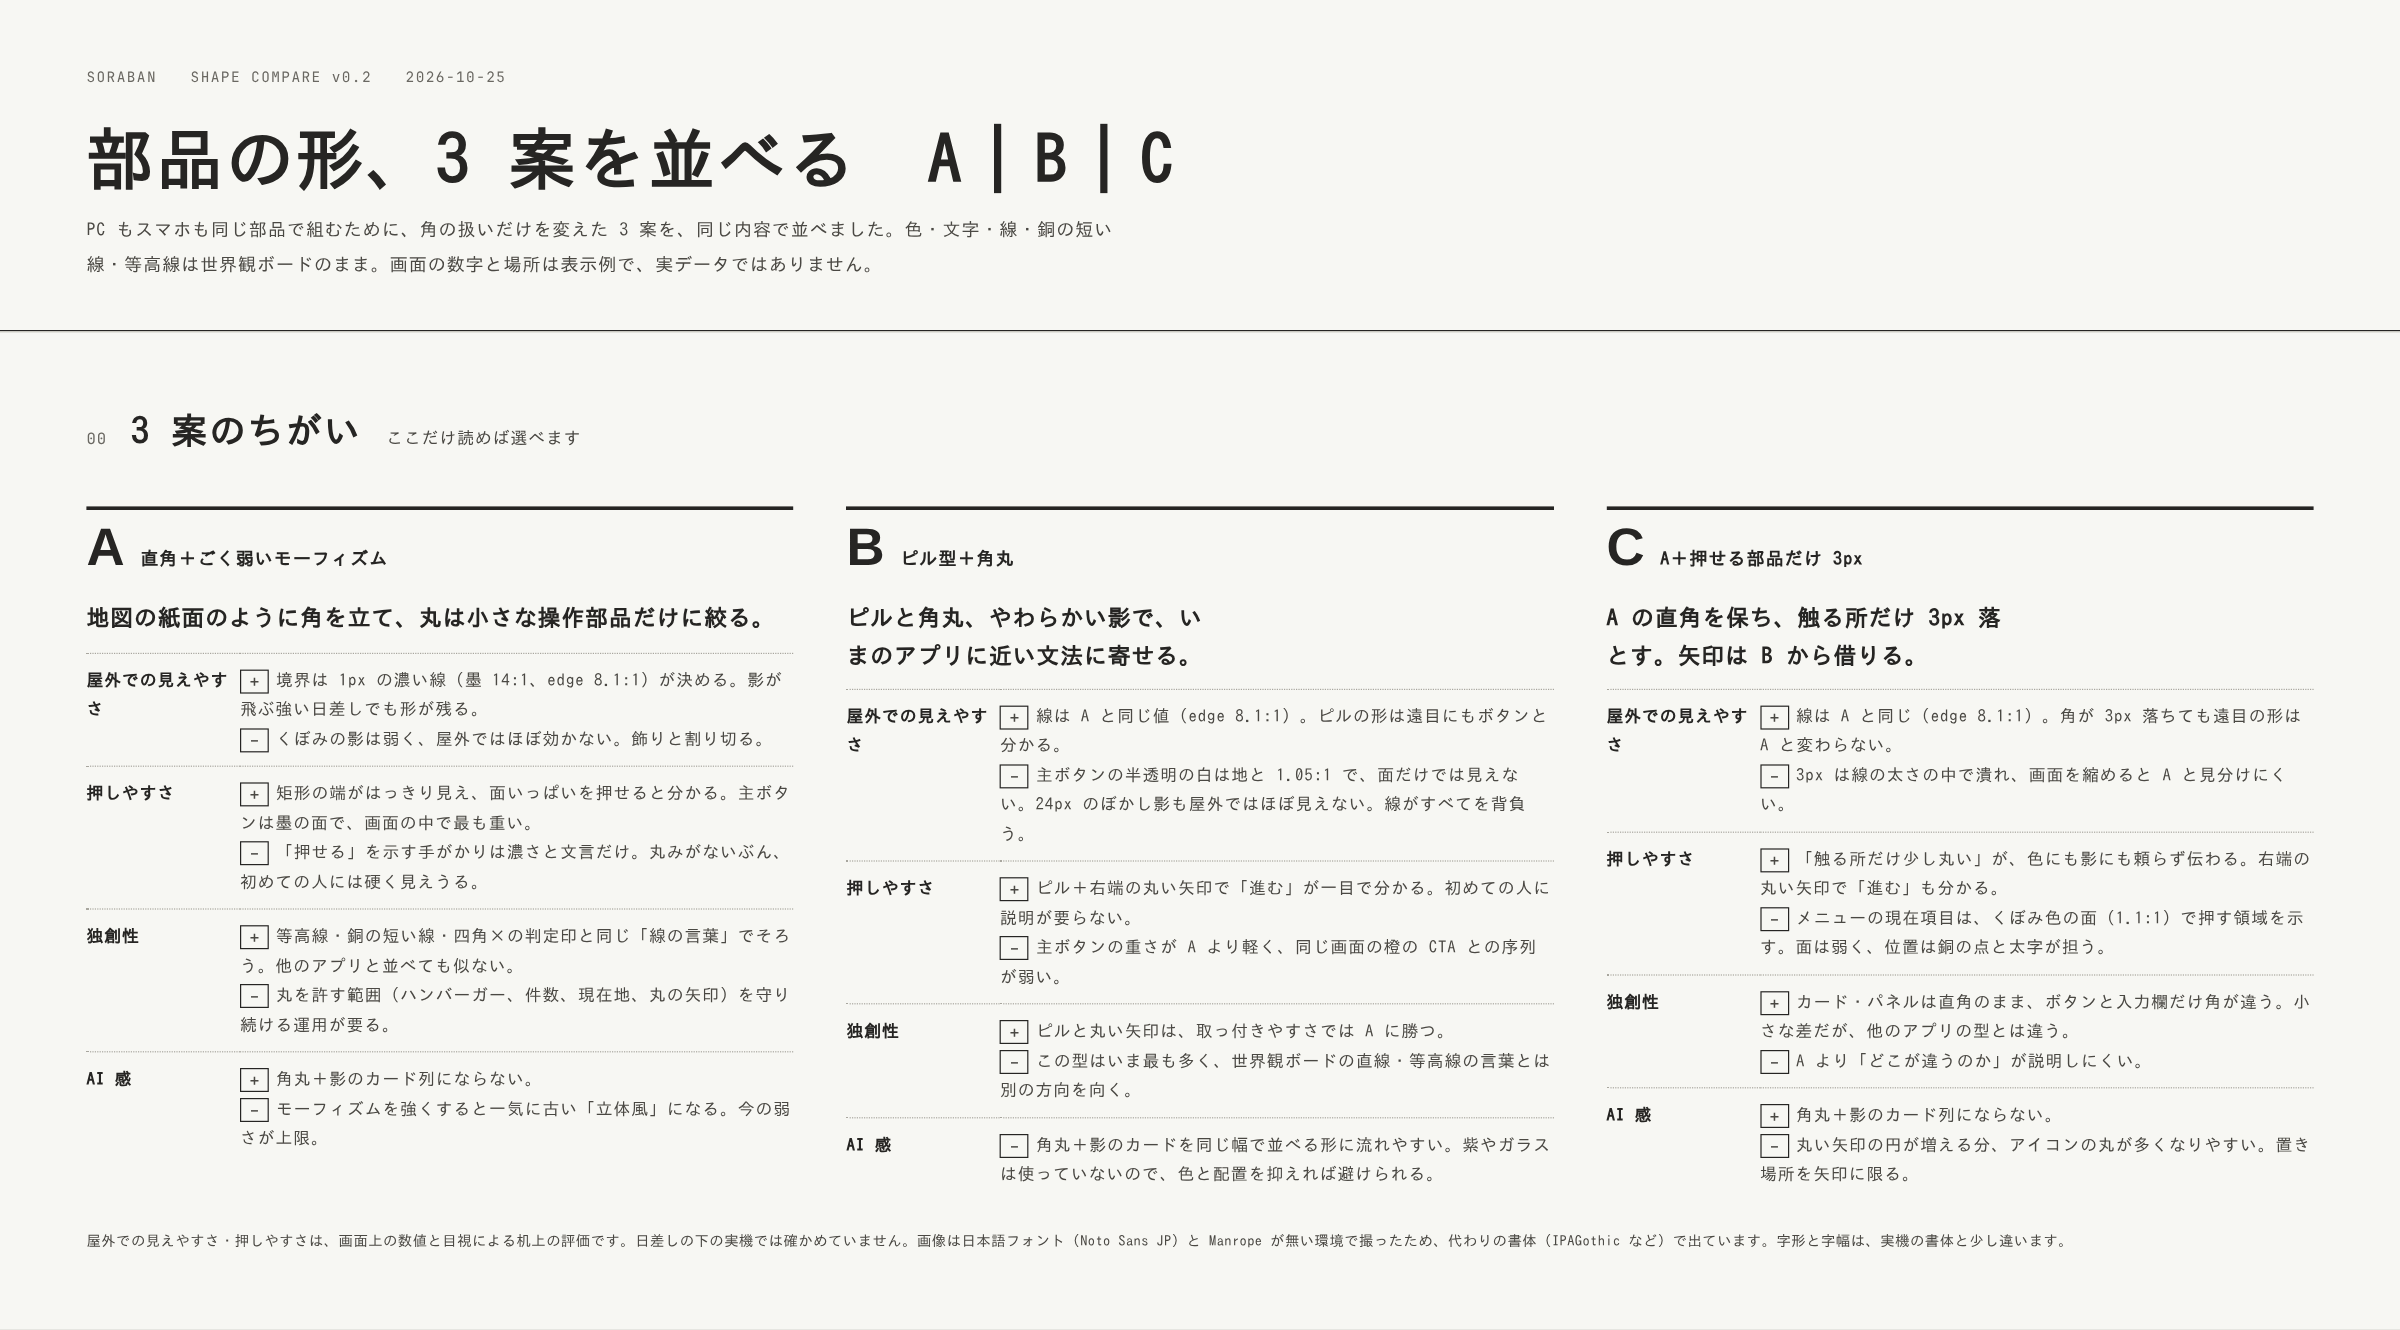 SORABAN SHAPE COMPARE v0.2 2026-10-25
部品の形、3 案を並べる A|B|C
PC もスマホも同じ部品で組むために、角の扱いだけを変えた 3 案を、同じ内容で並べました。色・文字・線・銅の短い
線・等高線は世界観ボードのまま。画面の数字と場所は表示例で、実データではありません。
00 3 案のちがい ここだけ読めば選べます
A 直角＋ごく弱いモーフィズム
地図の紙面のように角を立て、丸は小さな操作部品だけに絞る。
屋外での見えやす
さ
+ 境界は 1px の濃い線（墨 14:1、edge 8.1:1）が決める。影が
飛ぶ強い日差しでも形が残る。
− くぼみの影は弱く、屋外ではほぼ効かない。飾りと割り切る。
押しやすさ
+ 矩形の端がはっきり見え、面いっぱいを押せると分かる。主ボタ
ンは墨の面で、画面の中で最も重い。
− 「押せる」を示す手がかりは濃さと文言だけ。丸みがないぶん、
初めての人には硬く見えうる。
独創性
+ 等高線・銅の短い線・四角×の判定印と同じ「線の言葉」でそろ
う。他のアプリと並べても似ない。
− 丸を許す範囲（ハンバーガー、件数、現在地、丸の矢印）を守り
続ける運用が要る。
AI 感
+ 角丸＋影のカード列にならない。
− モーフィズムを強くすると一気に古い「立体風」になる。今の弱
さが上限。
B ピル型＋角丸
ピルと角丸、やわらかい影で、い
まのアプリに近い文法に寄せる。
屋外での見えやす
さ
+ 線は A と同じ値（edge 8.1:1）。ピルの形は遠目にもボタンと
分かる。
− 主ボタンの半透明の白は地と 1.05:1 で、面だけでは見えな
い。24px のぼかし影も屋外ではほぼ見えない。線がすべてを背負
う。
押しやすさ
+ ピル＋右端の丸い矢印で「進む」が一目で分かる。初めての人に
説明が要らない。
− 主ボタンの重さが A より軽く、同じ画面の橙の CTA との序列
が弱い。
独創性
+ ピルと丸い矢印は、取っ付きやすさでは A に勝つ。
− この型はいま最も多く、世界観ボードの直線・等高線の言葉とは
別の方向を向く。
AI 感
− 角丸＋影のカードを同じ幅で並べる形に流れやすい。紫やガラス
は使っていないので、色と配置を抑えれば避けられる。
C A＋押せる部品だけ 3px
A の直角を保ち、触る所だけ 3px 落
とす。矢印は B から借りる。
屋外での見えやす
さ
+ 線は A と同じ（edge 8.1:1）。角が 3px 落ちても遠目の形は
A と変わらない。
− 3px は線の太さの中で潰れ、画面を縮めると A と見分けにく
い。
押しやすさ
+ 「触る所だけ少し丸い」が、色にも影にも頼らず伝わる。右端の
丸い矢印で「進む」も分かる。
− メニューの現在項目は、くぼみ色の面（1.1:1）で押す領域を示
す。面は弱く、位置は銅の点と太字が担う。
独創性
+ カード・パネルは直角のまま、ボタンと入力欄だけ角が違う。小
さな差だが、他のアプリの型とは違う。
− A より「どこが違うのか」が説明しにくい。
AI 感
+ 角丸＋影のカード列にならない。
− 丸い矢印の円が増える分、アイコンの丸が多くなりやすい。置き
場所を矢印に限る。
屋外での見えやすさ・押しやすさは、画面上の数値と目視による机上の評価です。日差しの下の実機では確かめていません。画像は日本語フォント（Noto Sans JP）と Manrope が無い環境で撮ったため、代わりの書体（IPAGothic など）で出ています。字形と字幅は、実機の書体と少し違います。